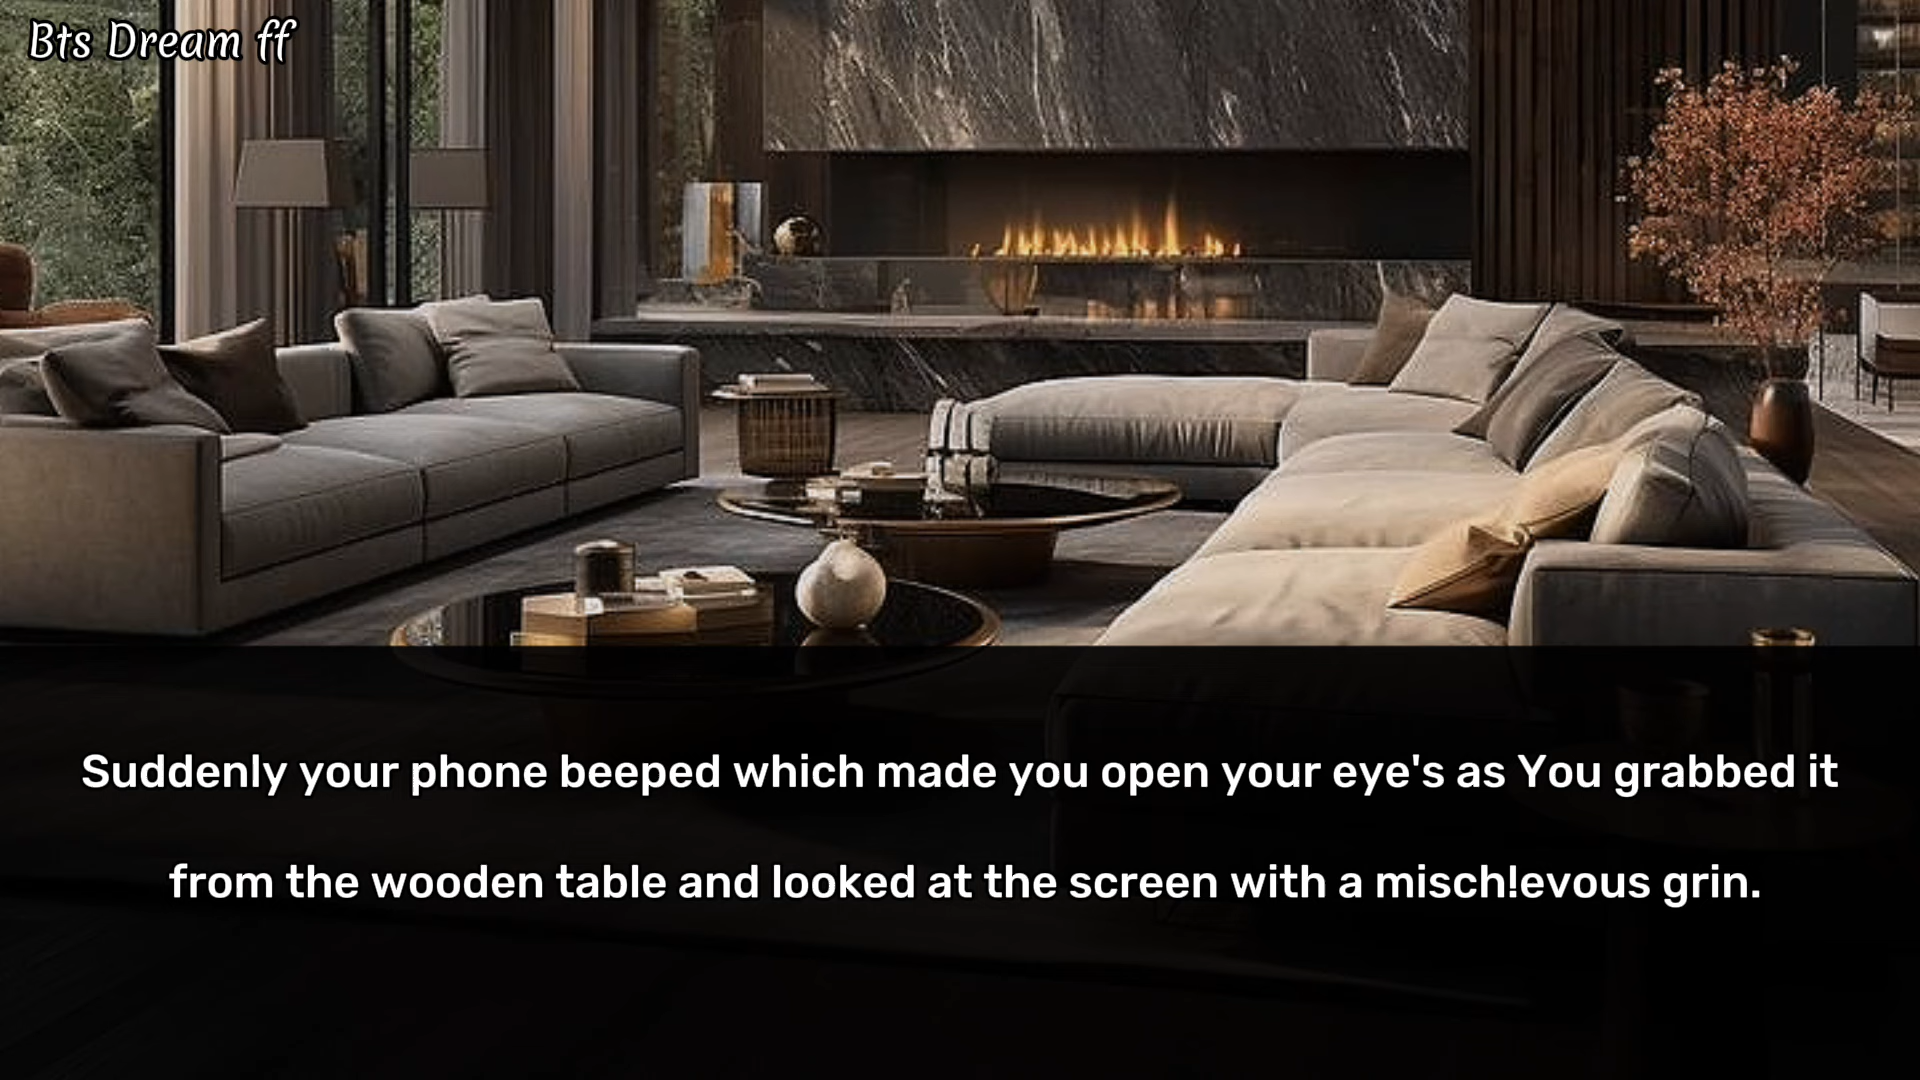 Bts Dream ff
Suddenly your phone beeped which made you open your eye's as You grabbed it
from the wooden table and looked at the screen with a misch!evous grin.